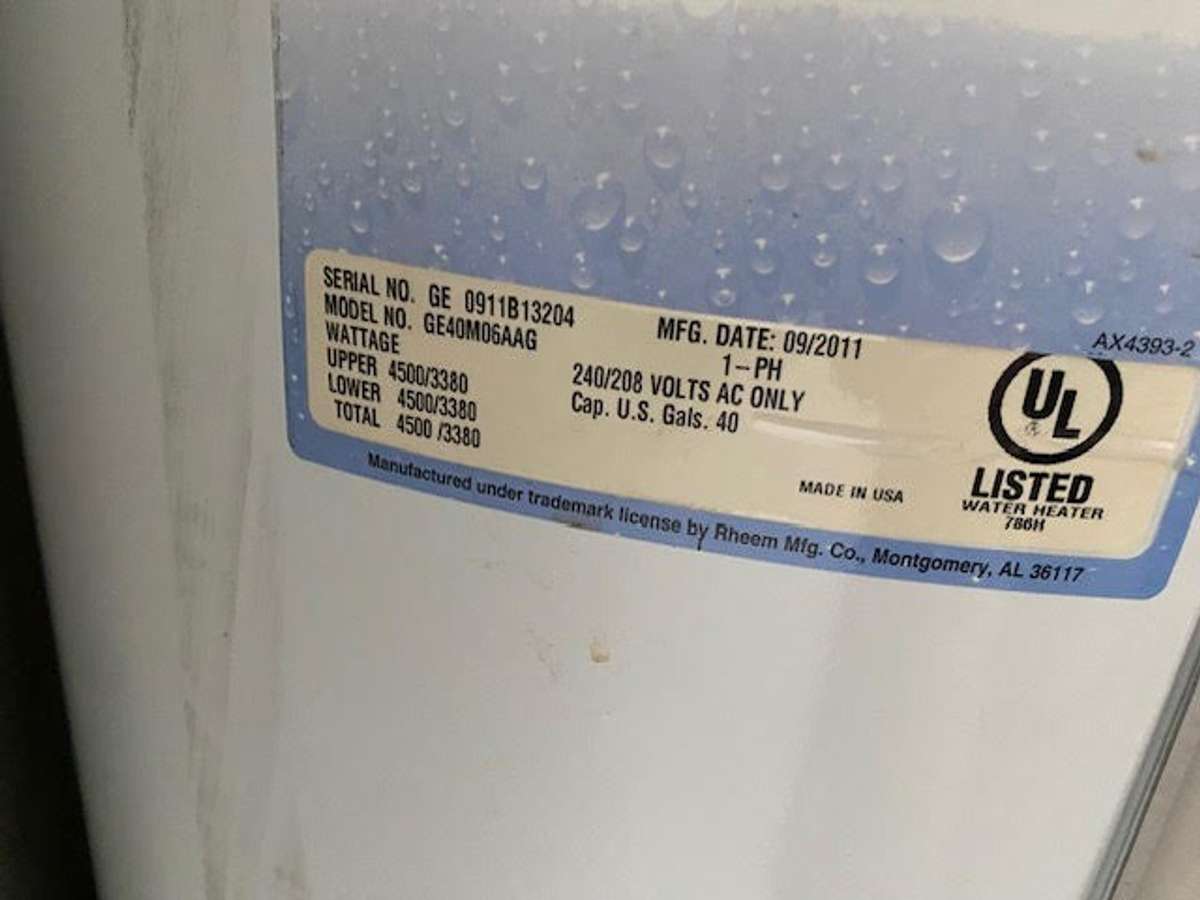 SERIAL NO. GE 0911B13204
MODEL NO. GE40M06AAG
WATTAGE
UPPER 4500/3380
LOWER 4500/3380
TOTAL 4500 /3380
MFG. DATE: 09/2011
1-PH
240/208 VOLTS AC ONLY
Cap. U.S. Gals. 40
MADE IN USA
AX4393-2
UL
LISTED
WATER HEATER
786H
Manufactured under trademark license by Rheem Mfg. Co., Montgomery, AL 36117